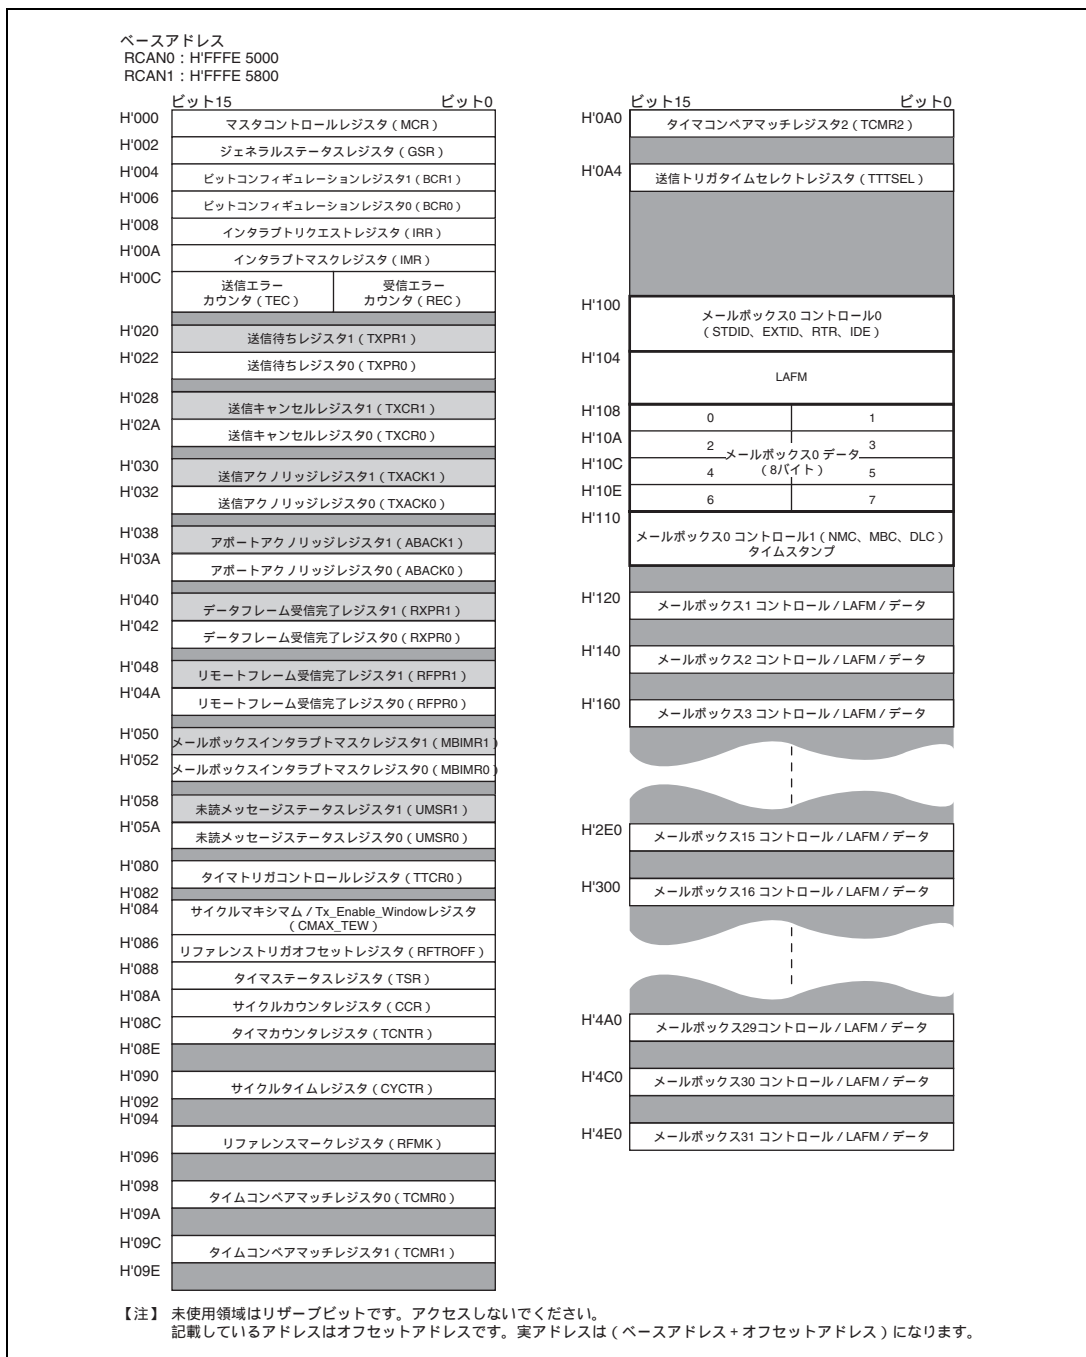 ベースアドレス
RCAN0：H'FFFE 5000
RCAN1：H'FFFE 5800
ビット15 ビット0
H'000 マスタコントロールレジスタ（MCR）
H'002 ジェネラルステータスレジスタ（GSR）
H'004 ビットコンフィギュレーションレジスタ1（BCR1）
H'006 ビットコンフィギュレーションレジスタ0（BCR0）
H'008 インタラプトリクエストレジスタ（IRR）
H'00A インタラプトマスクレジスタ（IMR）
H'00C 送信エラー 受信エラー
カウンタ（TEC） カウンタ（REC）
H'020 送信待ちレジスタ1（TXPR1）
H'022 送信待ちレジスタ0（TXPR0）
H'028 送信キャンセルレジスタ1（TXCR1）
H'02A 送信キャンセルレジスタ0（TXCR0）
H'030 送信アクノリッジレジスタ1（TXACK1）
H'032 送信アクノリッジレジスタ0（TXACK0）
H'038 アボートアクノリッジレジスタ1（ABACK1）
H'03A アボートアクノリッジレジスタ0（ABACK0）
H'040 データフレーム受信完了レジスタ1（RXPR1）
H'042 データフレーム受信完了レジスタ0（RXPR0）
H'048 リモートフレーム受信完了レジスタ1（RFPR1）
H'04A リモートフレーム受信完了レジスタ0（RFPR0）
H'050 メールボックスインタラプトマスクレジスタ1（MBIMR1）
H'052 メールボックスインタラプトマスクレジスタ0（MBIMR0）
H'058 未読メッセージステータスレジスタ1（UMSR1）
H'05A 未読メッセージステータスレジスタ0（UMSR0）
H'080 タイマトリガコントロールレジスタ（TTCR0）
H'082
H'084 サイクルマキシマム / Tx_Enable_Windowレジスタ
（CMAX_TEW）
H'086 リファレンストリガオフセットレジスタ（RFTROFF）
H'088 タイマステータスレジスタ（TSR）
H'08A サイクルカウンタレジスタ（CCR）
H'08C タイマカウンタレジスタ（TCNTR）
H'08E
H'090 サイクルタイムレジスタ（CYCTR）
H'092
H'094 リファレンスマークレジスタ（RFMK）
H'096
H'098 タイムコンペアマッチレジスタ0（TCMR0）
H'09A
H'09C タイムコンペアマッチレジスタ1（TCMR1）
H'09E
ビット15 ビット0
H'0A0 タイマコンペアマッチレジスタ2（TCMR2）
H'0A4 送信トリガタイムセレクトレジスタ（TTTSEL）
H'100 メールボックス0 コントロール0
（STDID、EXTID、RTR、IDE）
H'104 LAFM
H'108 0 1
H'10A 2 メールボックス0 データ 3
H'10C 4 （8バイト） 5
H'10E 6 7
H'110 メールボックス0 コントロール1（NMC、MBC、DLC）
タイムスタンプ
H'120 メールボックス1 コントロール / LAFM / データ
H'140 メールボックス2 コントロール / LAFM / データ
H'160 メールボックス3 コントロール / LAFM / データ
H'2E0 メールボックス15 コントロール / LAFM / データ
H'300 メールボックス16 コントロール / LAFM / データ
H'4A0 メールボックス29コントロール / LAFM / データ
H'4C0 メールボックス30 コントロール / LAFM / データ
H'4E0 メールボックス31 コントロール / LAFM / データ
【注】 未使用領域はリザーブビットです。アクセスしないでください。
記載しているアドレスはオフセットアドレスです。実アドレスは（ベースアドレス + オフセットアドレス）になります。